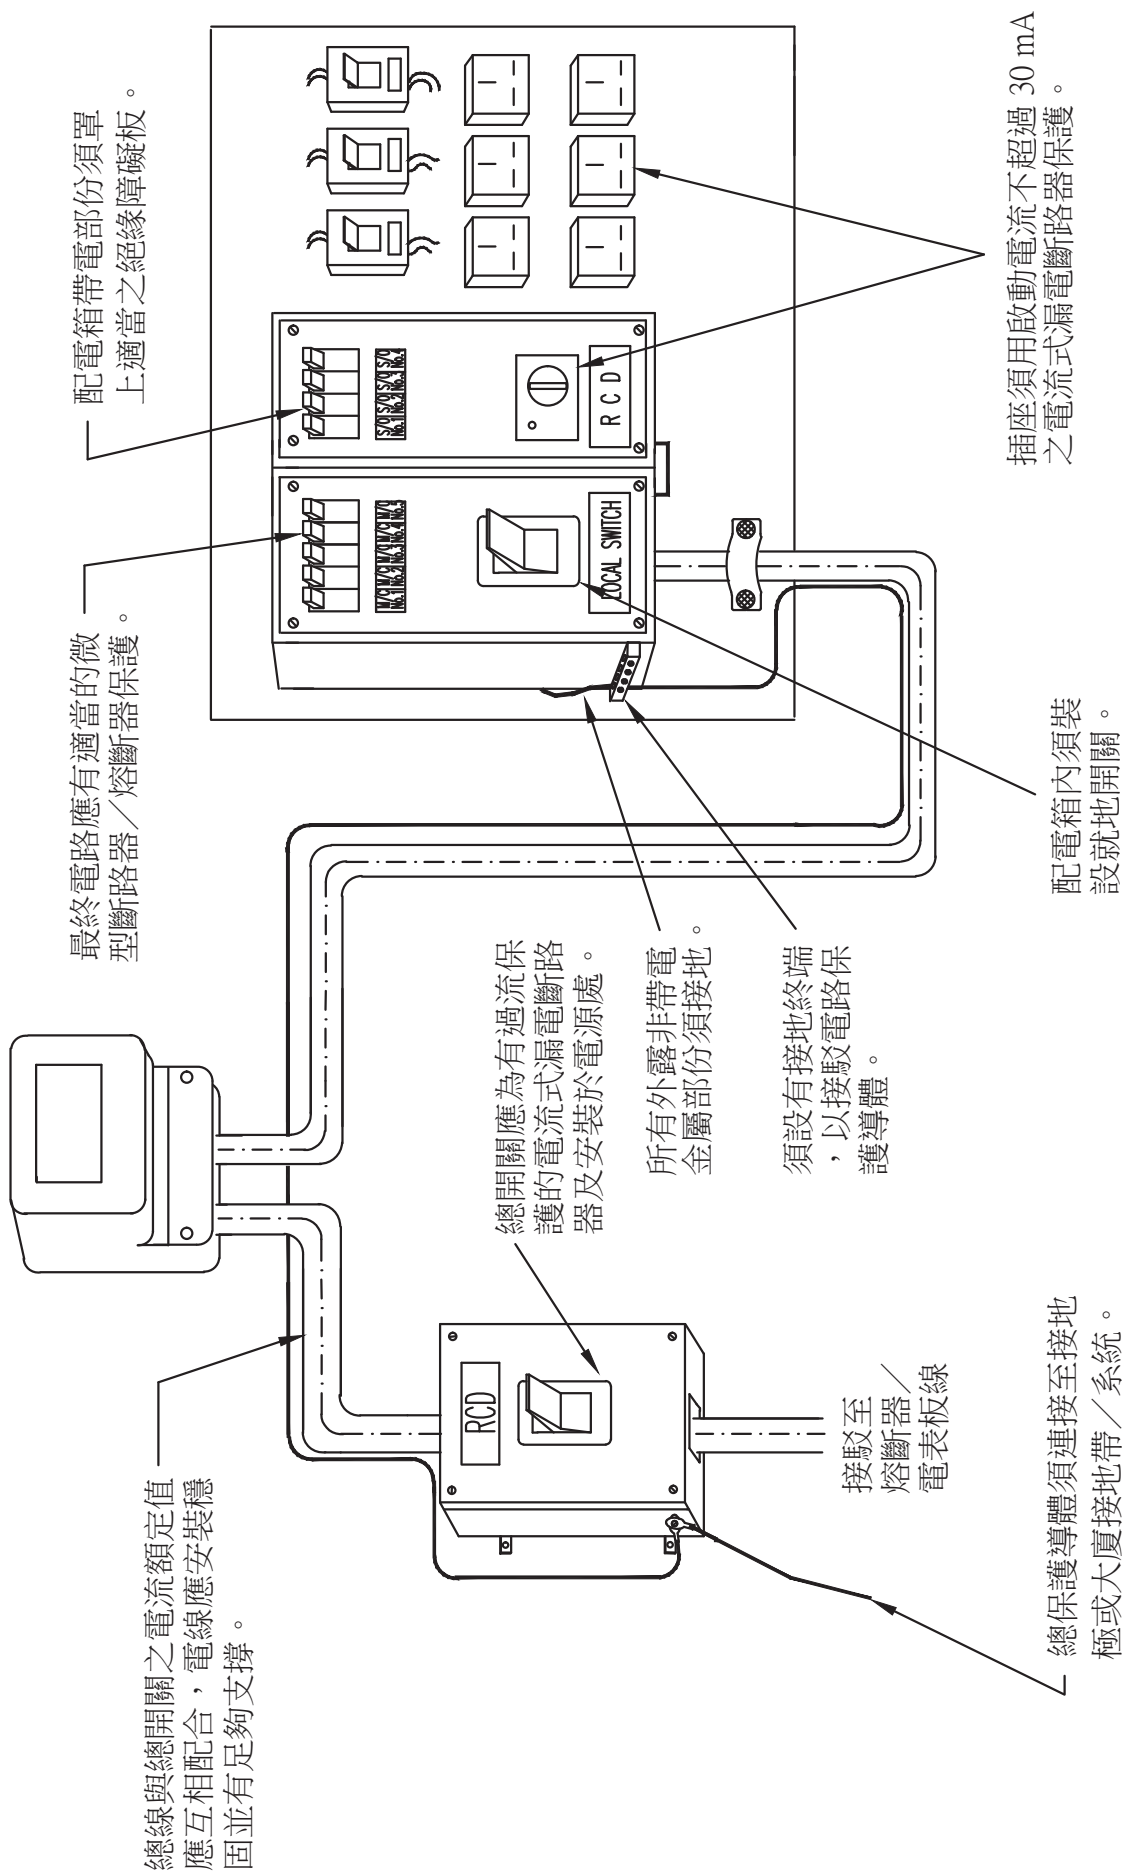 總線與總開關之電流額定值
應互相配合，電線應安裝穩
固並有足夠支撐。
最終電路應有適當的微
型斷路器／熔斷器保護。
配電箱帶電部份須罩
上適當之絕緣障礙板。
M/C M/C M/C M/C M/C
No.1 No.2 No.3 No.4 No.5
S/O S/O S/O S/O
No.1 No.2 No.3 No.4
LOCAL SWITCH
R C D
RCD
總開關應為有過流保
護的電流式漏電斷路
器及安裝於電源處。
所有外露非帶電
金屬部份須接地。
須設有接地終端
，以接駁電路保
護導體。
接駁至
熔斷器／
電表板線
總保護導體須連接至接地
極或大廈接地帶／系統。
配電箱內須裝
設就地開關。
插座須用啟動電流不超過 30 mA
之電流式漏電斷路器保護。